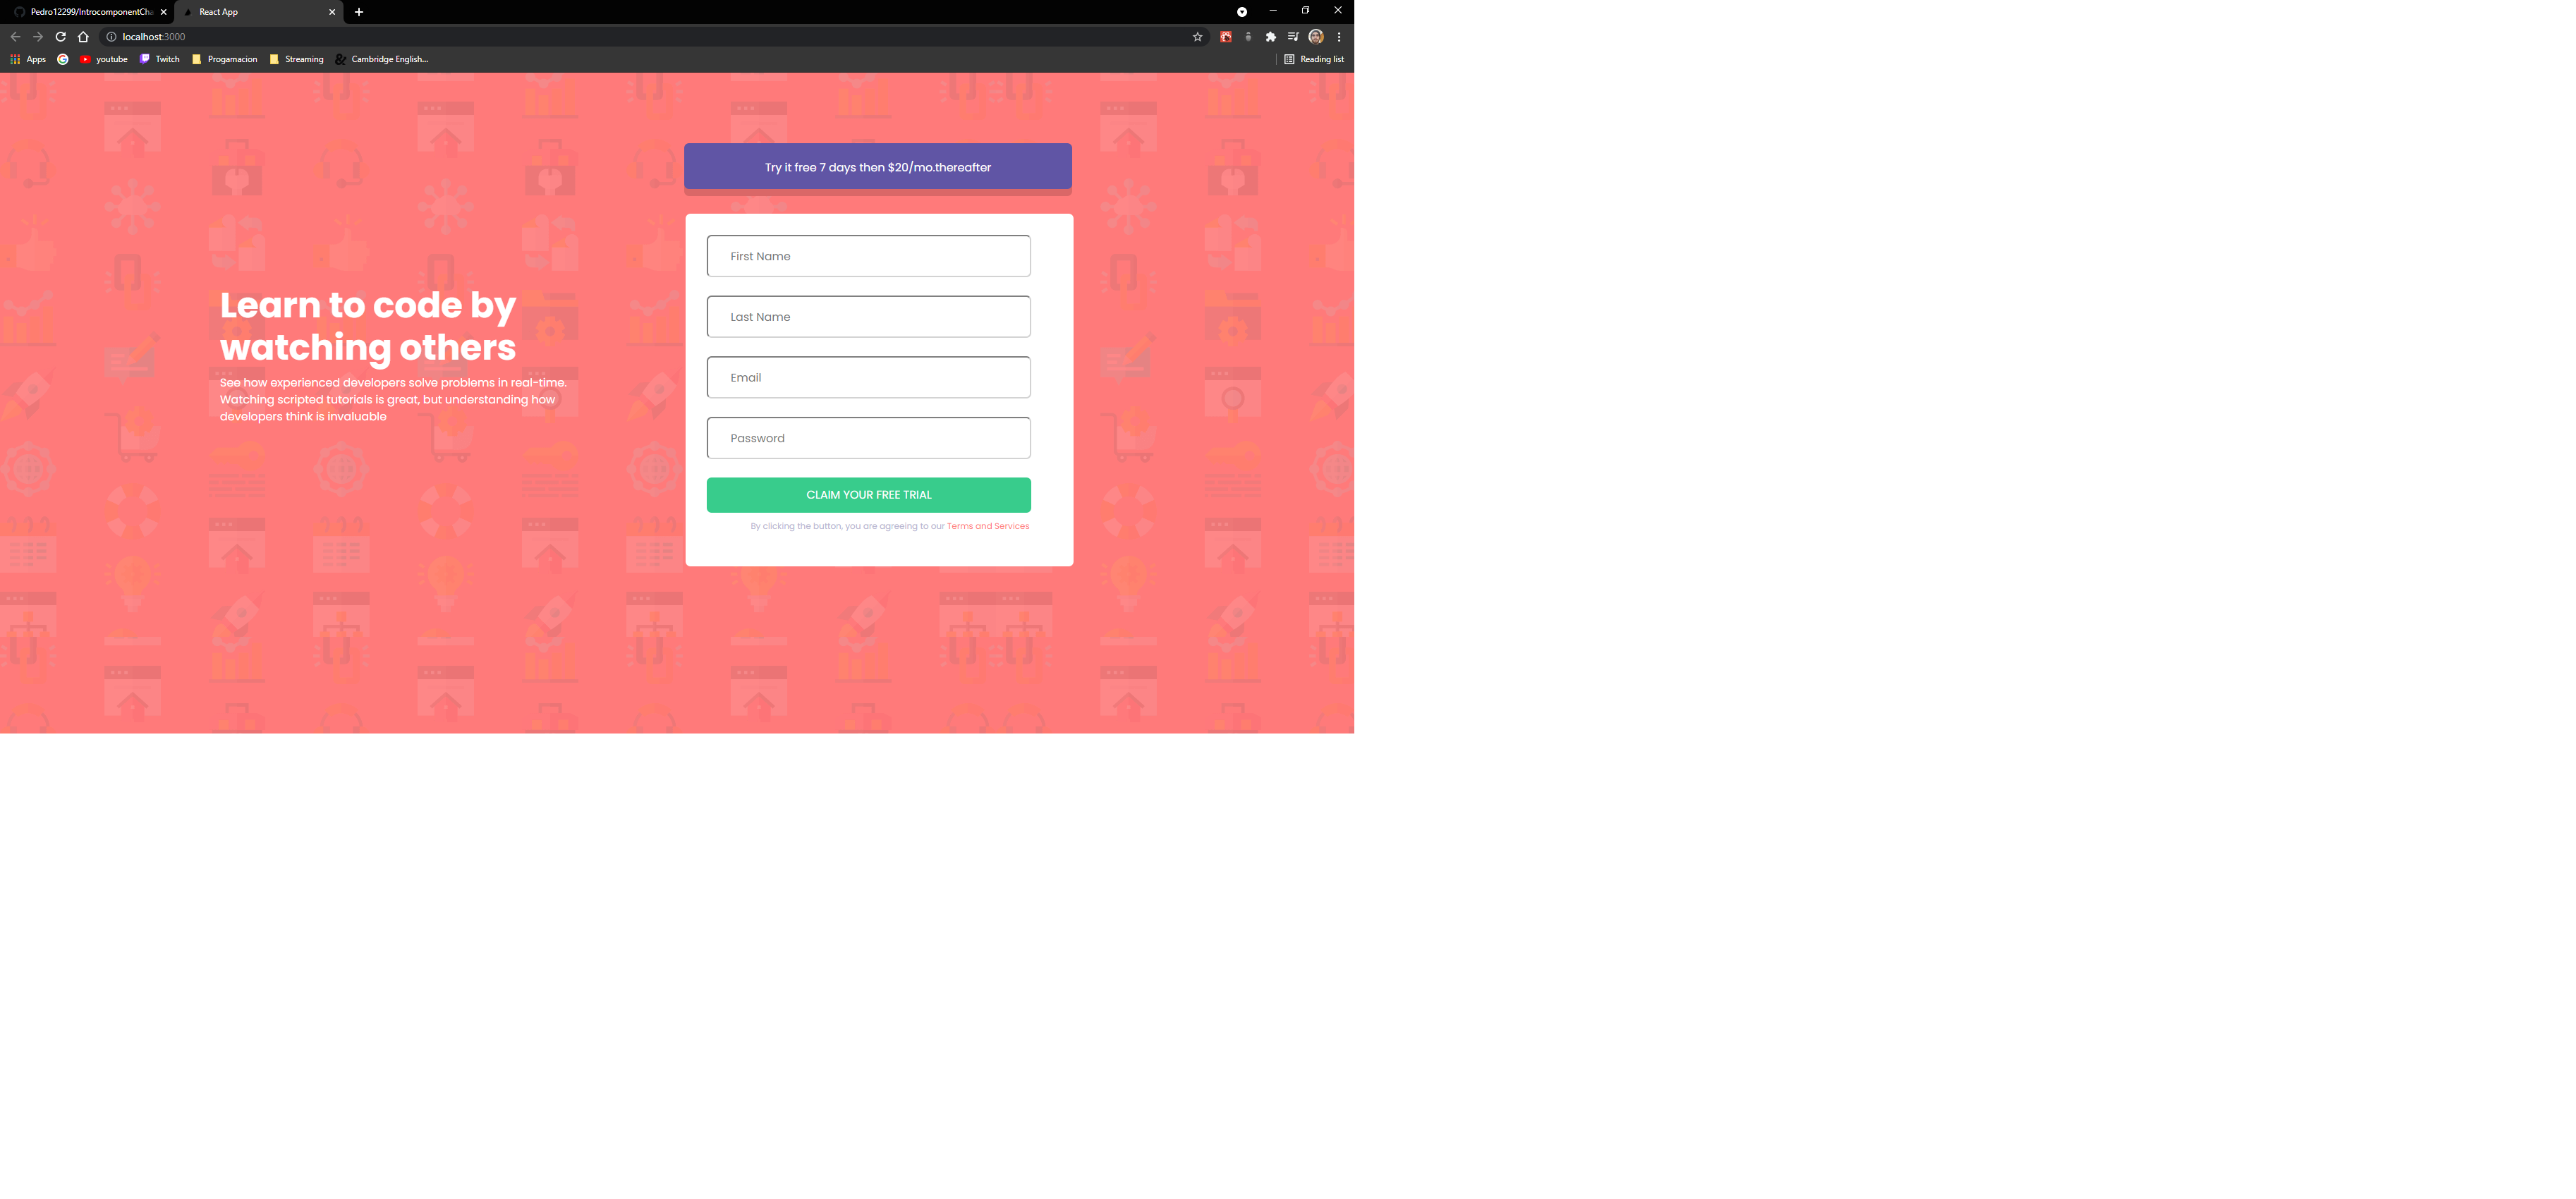 Pedro12299/IntrocomponentCha
React App
localhost:3000
Apps
youtube
Twitch
Progamacion
Streaming
Cambridge English...
Reading list
Try it free 7 days then $20/mo.thereafter
Learn to code by
watching others
See how experienced developers solve problems in real-time.
Watching scripted tutorials is great, but understanding how
developers think is invaluable
First Name
Last Name
Email
Password
CLAIM YOUR FREE TRIAL
By clicking the button, you are agreeing to our Terms and Services